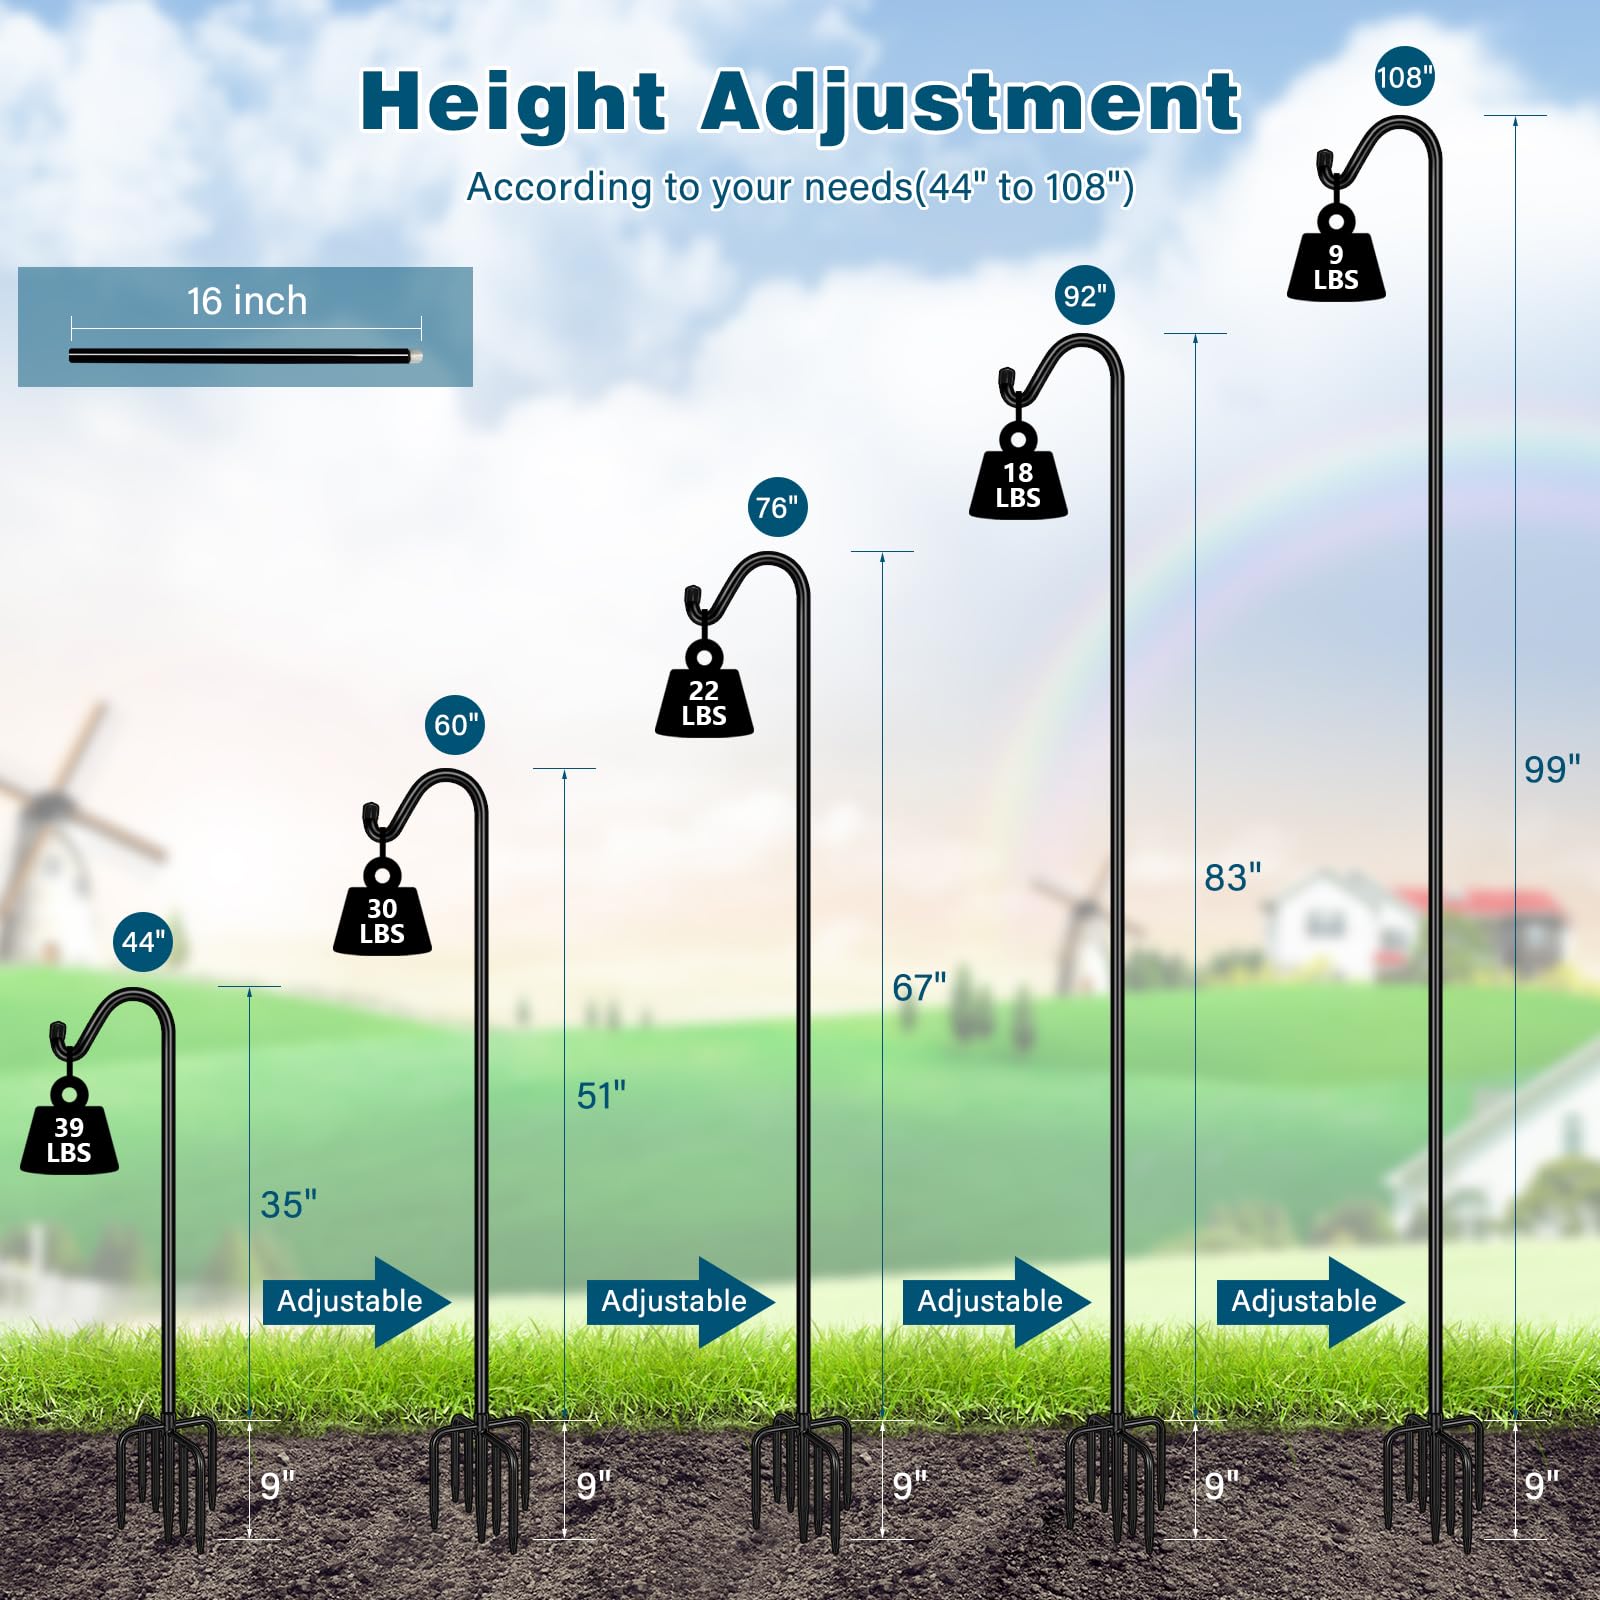 Height Adjustment
According to your needs(44" to 108")
16 inch
108"
9
LBS
92"
18
LBS
76"
22
LBS
60"
30
LBS
44"
39
LBS
35"
51"
67"
83"
99"
Adjustable
Adjustable
Adjustable
Adjustable
9"
9"
9"
9"
9"